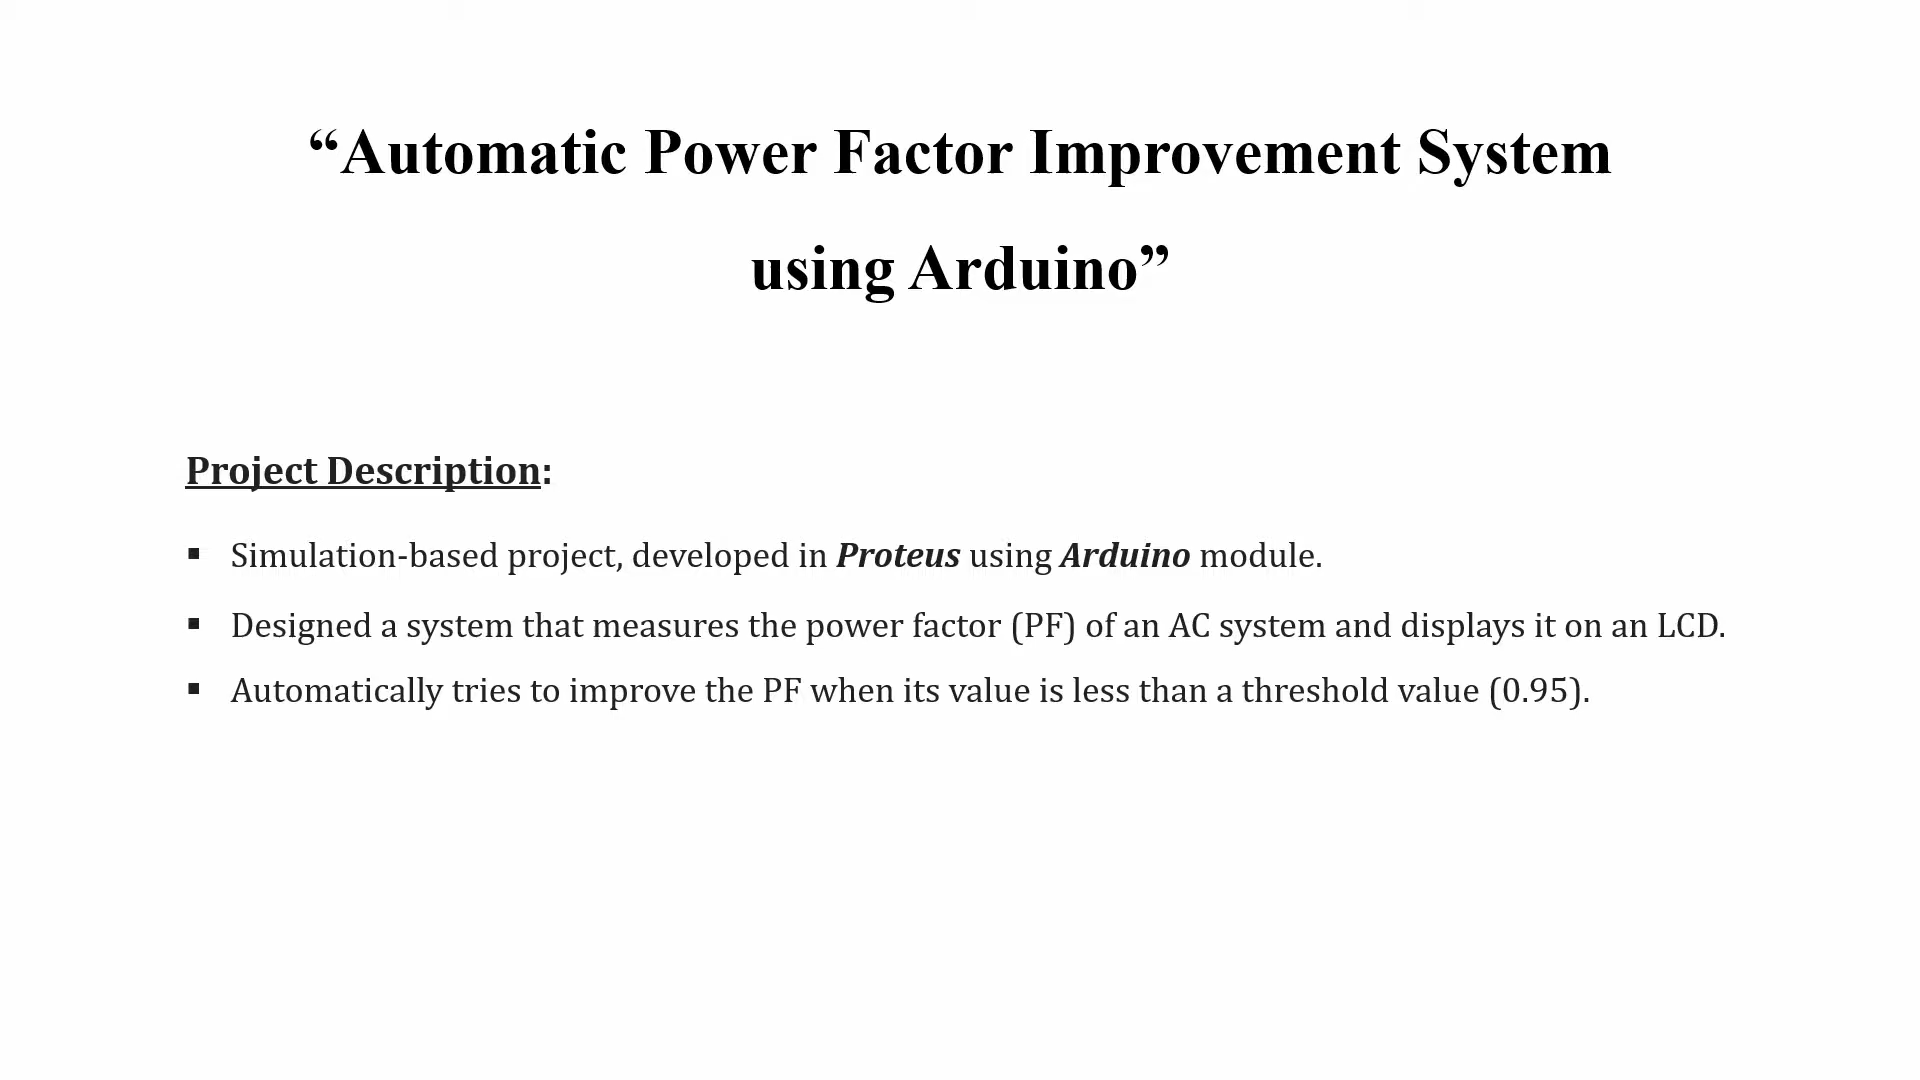 “Automatic Power Factor Improvement System
using Arduino”
Project Description:
▪ Simulation-based project, developed in Proteus using Arduino module.
▪ Designed a system that measures the power factor (PF) of an AC system and displays it on an LCD.
▪ Automatically tries to improve the PF when its value is less than a threshold value (0.95).